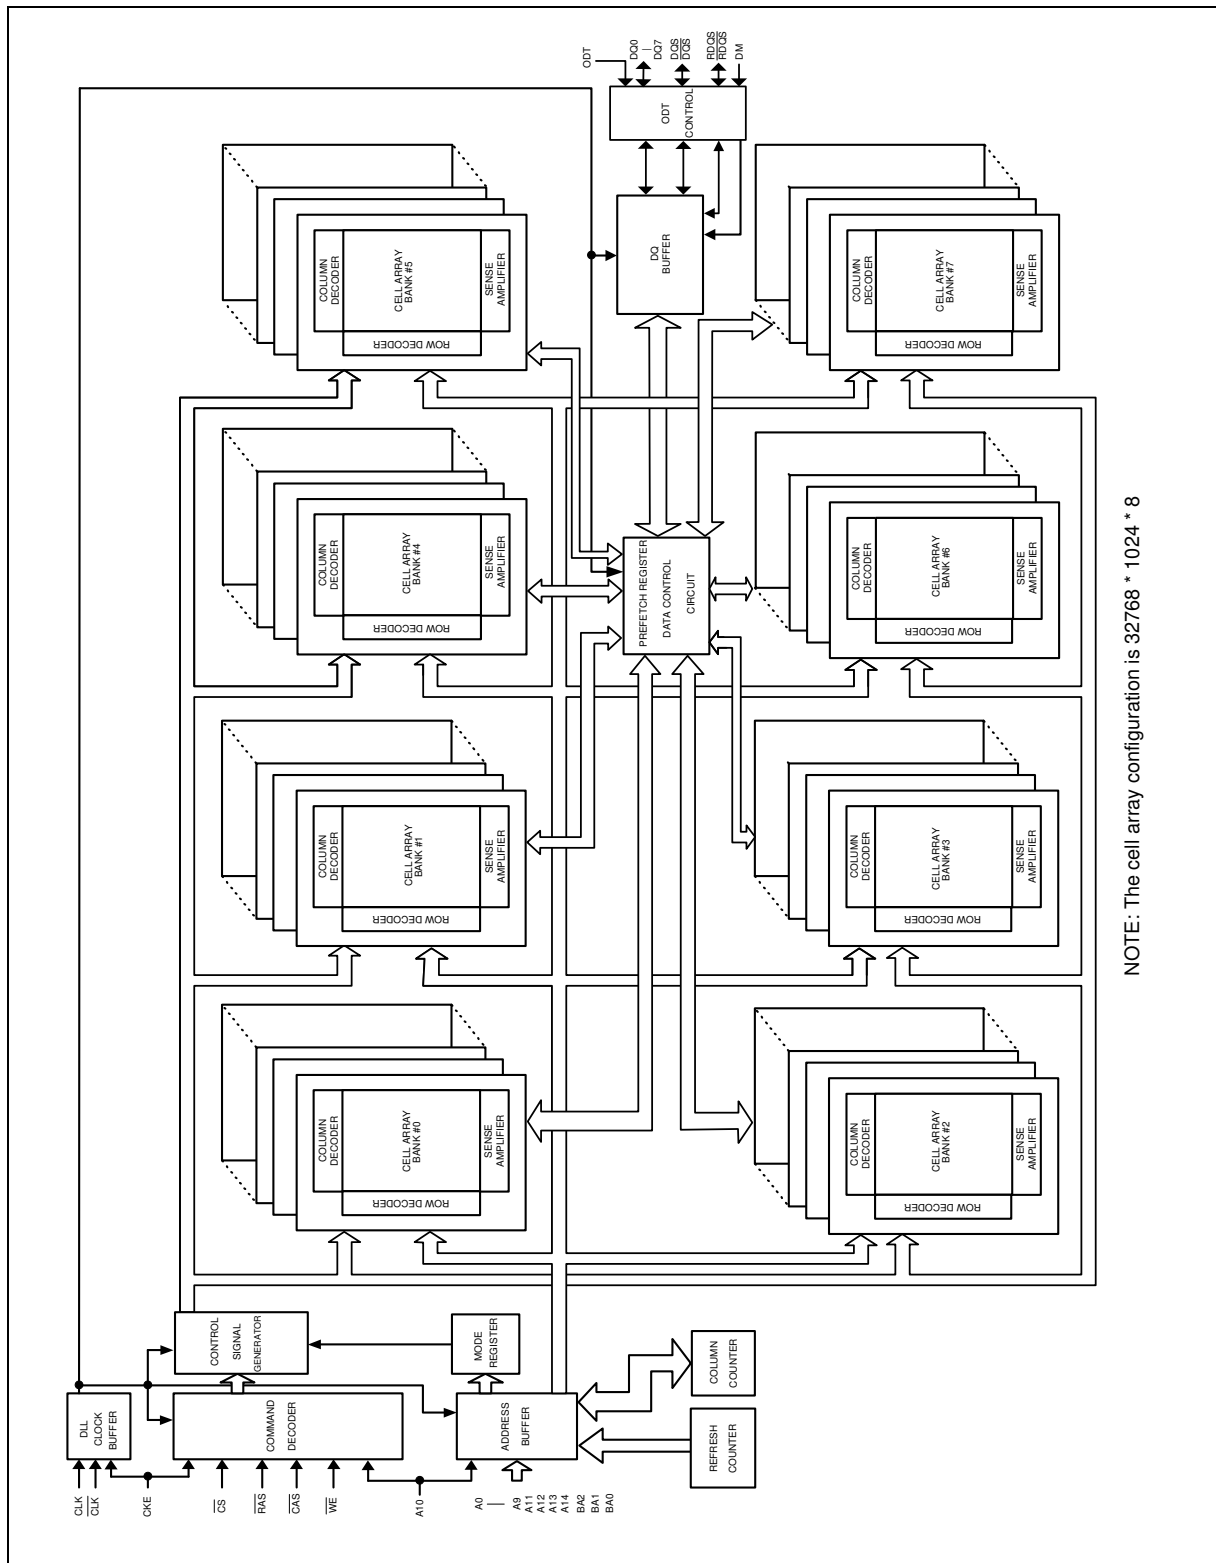 CLK
CLK
CKE
CS
RAS
CAS
WE
A10
A0
A9
A11
A12
A13
A14
BA2
BA1
BA0
DLL
CLOCK
BUFFER
COMMAND
DECODER
ADDRESS
BUFFER
REFRESH
COUNTER
COLUMN
COUNTER
CONTROL
SIGNAL
GENERATOR
MODE
REGISTER
COLUMN
DECODER
CELL ARRAY
BANK #0
SENSE
AMPLIFIER
ROW DECODER
COLUMN
DECODER
CELL ARRAY
BANK #2
SENSE
AMPLIFIER
ROW DECODER
COLUMN
DECODER
CELL ARRAY
BANK #1
SENSE
AMPLIFIER
ROW DECODER
COLUMN
DECODER
CELL ARRAY
BANK #3
SENSE
AMPLIFIER
ROW DECODER
COLUMN
DECODER
CELL ARRAY
BANK #4
SENSE
AMPLIFIER
ROW DECODER
PREFETCH REGISTER
DATA CONTROL
CIRCUIT
COLUMN
DECODER
CELL ARRAY
BANK #6
SENSE
AMPLIFIER
ROW DECODER
COLUMN
DECODER
CELL ARRAY
BANK #5
SENSE
AMPLIFIER
ROW DECODER
DQ
BUFFER
COLUMN
DECODER
CELL ARRAY
BANK #7
SENSE
AMPLIFIER
ROW DECODER
ODT
CONTROL
ODT
DQ0
DQ7
DQS
DQS
RDQS
RDQS
DM
NOTE: The cell array configuration is 32768 * 1024 * 8